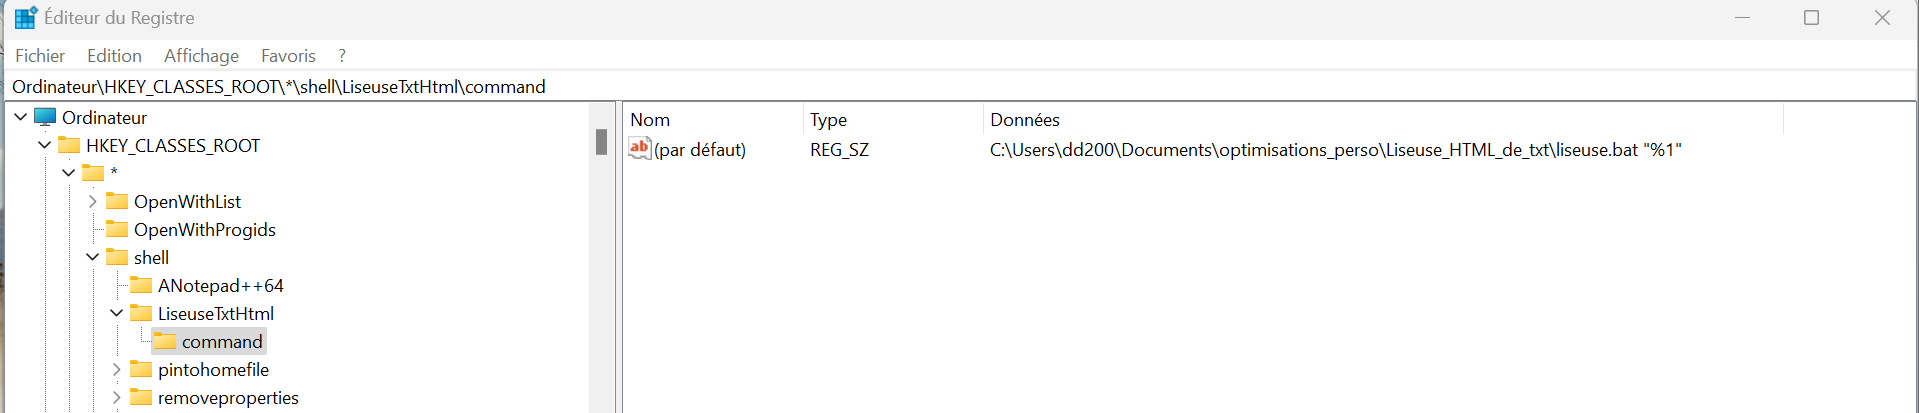 Éditeur du Registre
Fichier Edition Affichage Favoris ?
Ordinateur\HKEY_CLASSES_ROOT\*\shell\LiseuseTxtHtml\command
Ordinateur
HKEY_CLASSES_ROOT
*
OpenWithList
OpenWithProgids
shell
ANotepad++64
LiseuseTxtHtml
command
pintohomefile
removeproperties
Nom Type Données
ab (par défaut) REG_SZ C:\Users\dd200\Documents\optimisations_perso\Liseuse_HTML_de_txt\liseuse.bat "%1"